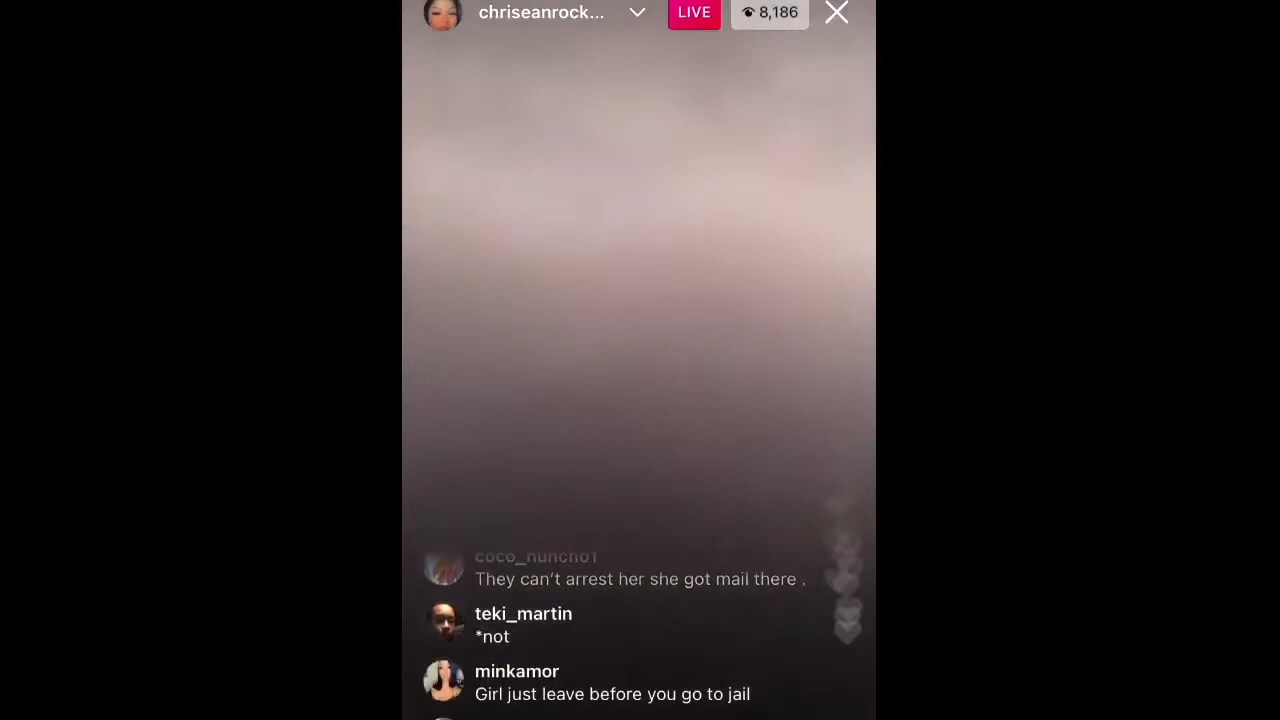 chriseanrock...
LIVE
8,186
coco_nuncho1
They can't arrest her she got mail there .
teki_martin
*not
minkamor
Girl just leave before you go to jail